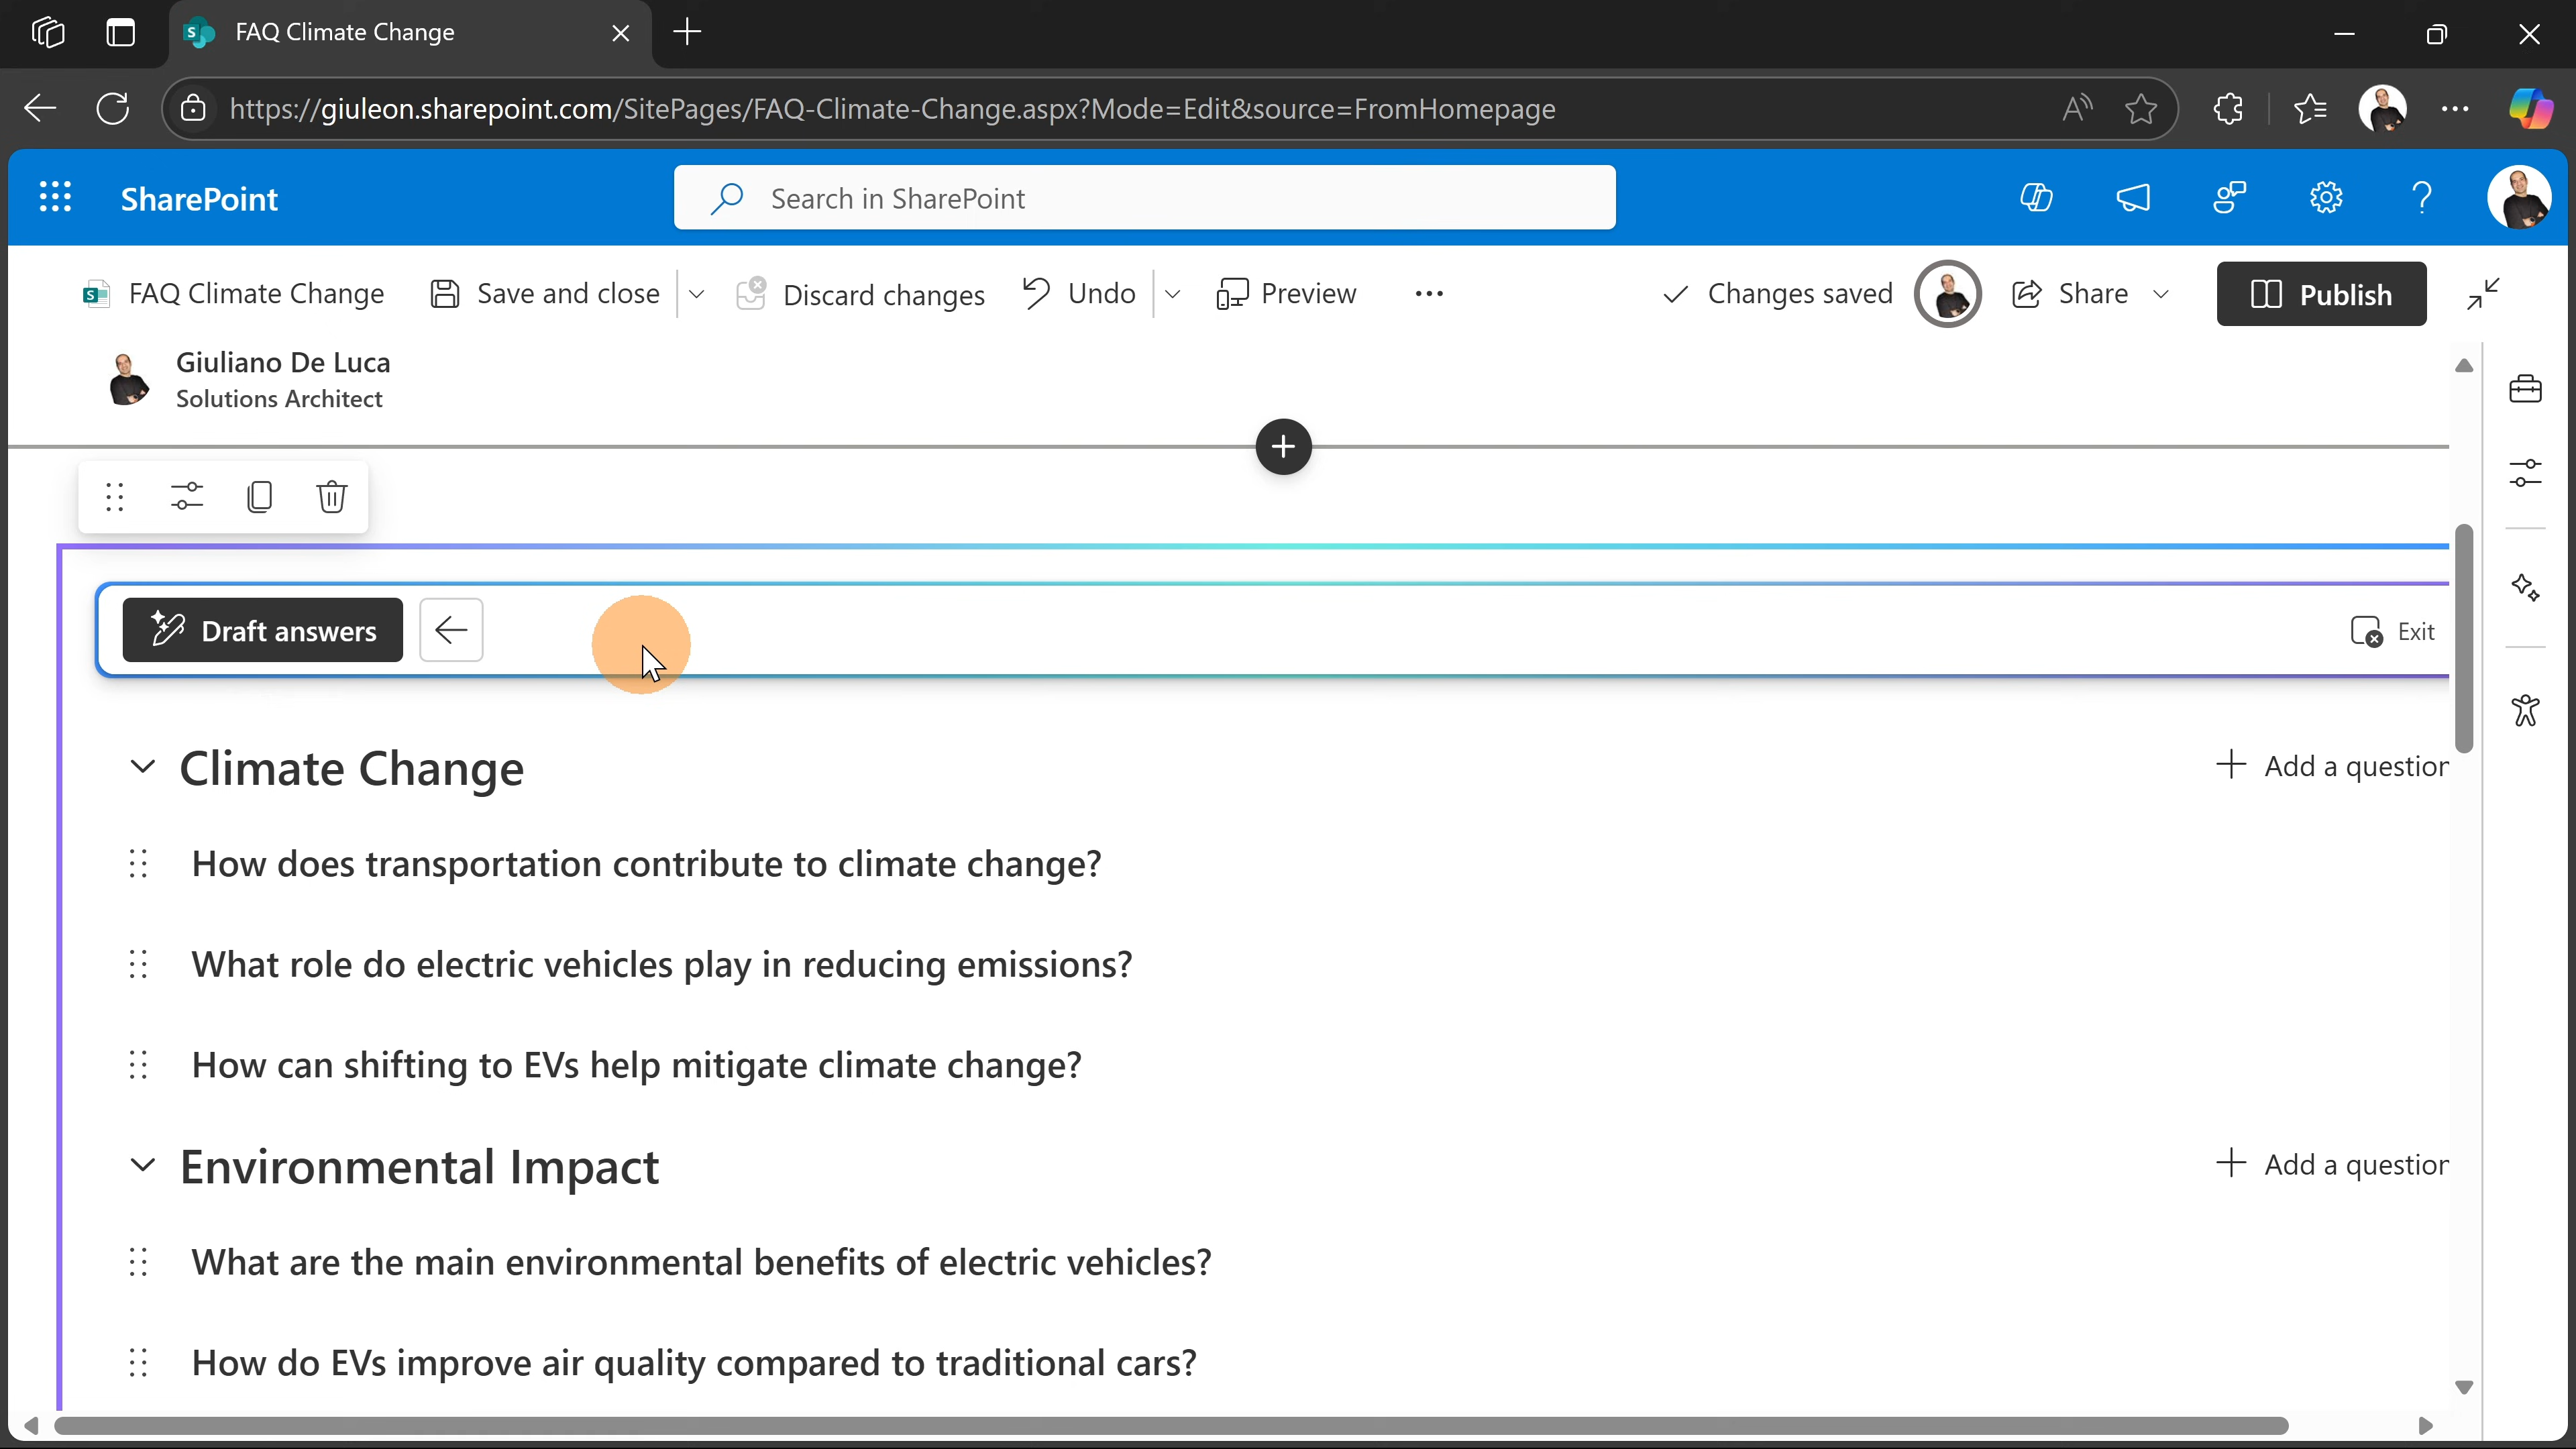 FAQ Climate Change
https://giuleon.sharepoint.com/SitePages/FAQ-Climate-Change.aspx?Mode=Edit&source=FromHomepage
SharePoint
Search in SharePoint
FAQ Climate Change
Save and close
Discard changes
Undo
Preview
Changes saved
Share
Publish
Giuliano De Luca
Solutions Architect
Draft answers
Exit
Climate Change
Add a question
How does transportation contribute to climate change?
What role do electric vehicles play in reducing emissions?
How can shifting to EVs help mitigate climate change?
Environmental Impact
Add a question
What are the main environmental benefits of electric vehicles?
How do EVs improve air quality compared to traditional cars?